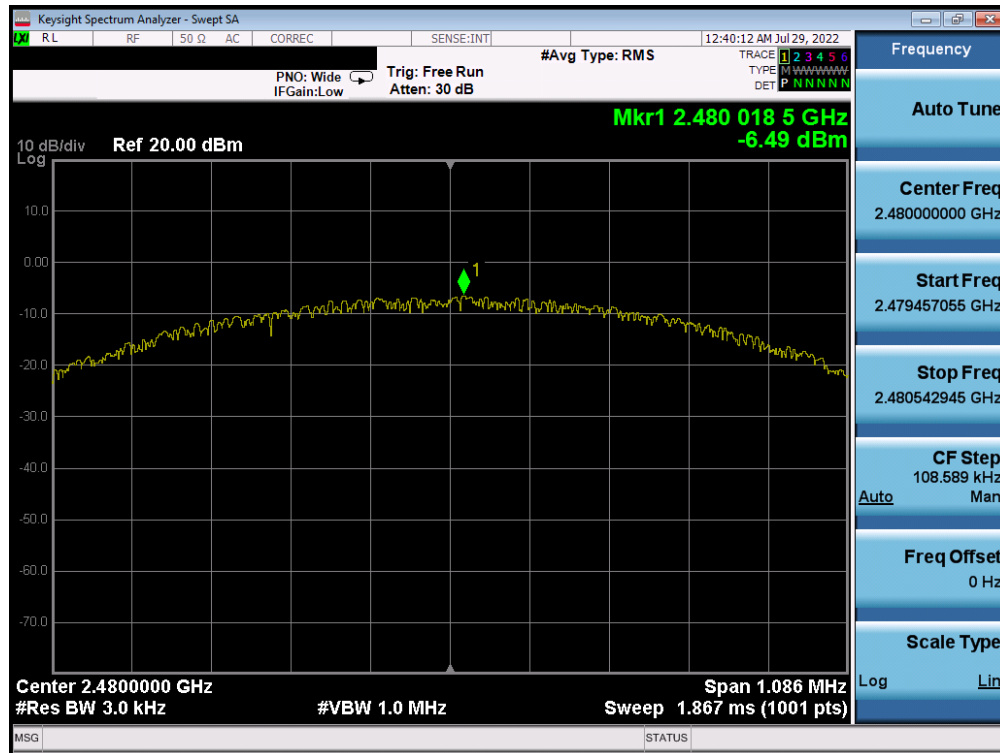 Keysight Spectrum Analyzer - Swept SA
LXI RL RF 50 Ω AC CORREC SENSE:INT 12:40:12 AM Jul 29, 2022
#Avg Type: RMS
TRACE 1 2 3 4 5 6
PNO: Wide Trig: Free Run
TYPE M WWWWW
IFGain:Low Atten: 30 dB
DET P N N N N N
Mkr1 2.480 018 5 GHz
-6.49 dBm
10 dB/div Ref 20.00 dBm
Log
10.0
0.00
1
-10.0
-20.0
-30.0
-40.0
-50.0
-60.0
-70.0
Center 2.4800000 GHz Span 1.086 MHz
#Res BW 3.0 kHz #VBW 1.0 MHz Sweep 1.867 ms (1001 pts)
MSG STATUS
Frequency
Auto Tune
Center Freq
2.480000000 GHz
Start Freq
2.479457055 GHz
Stop Freq
2.480542945 GHz
CF Step
108.589 kHz
Auto Man
Freq Offset
0 Hz
Scale Type
Log Lin